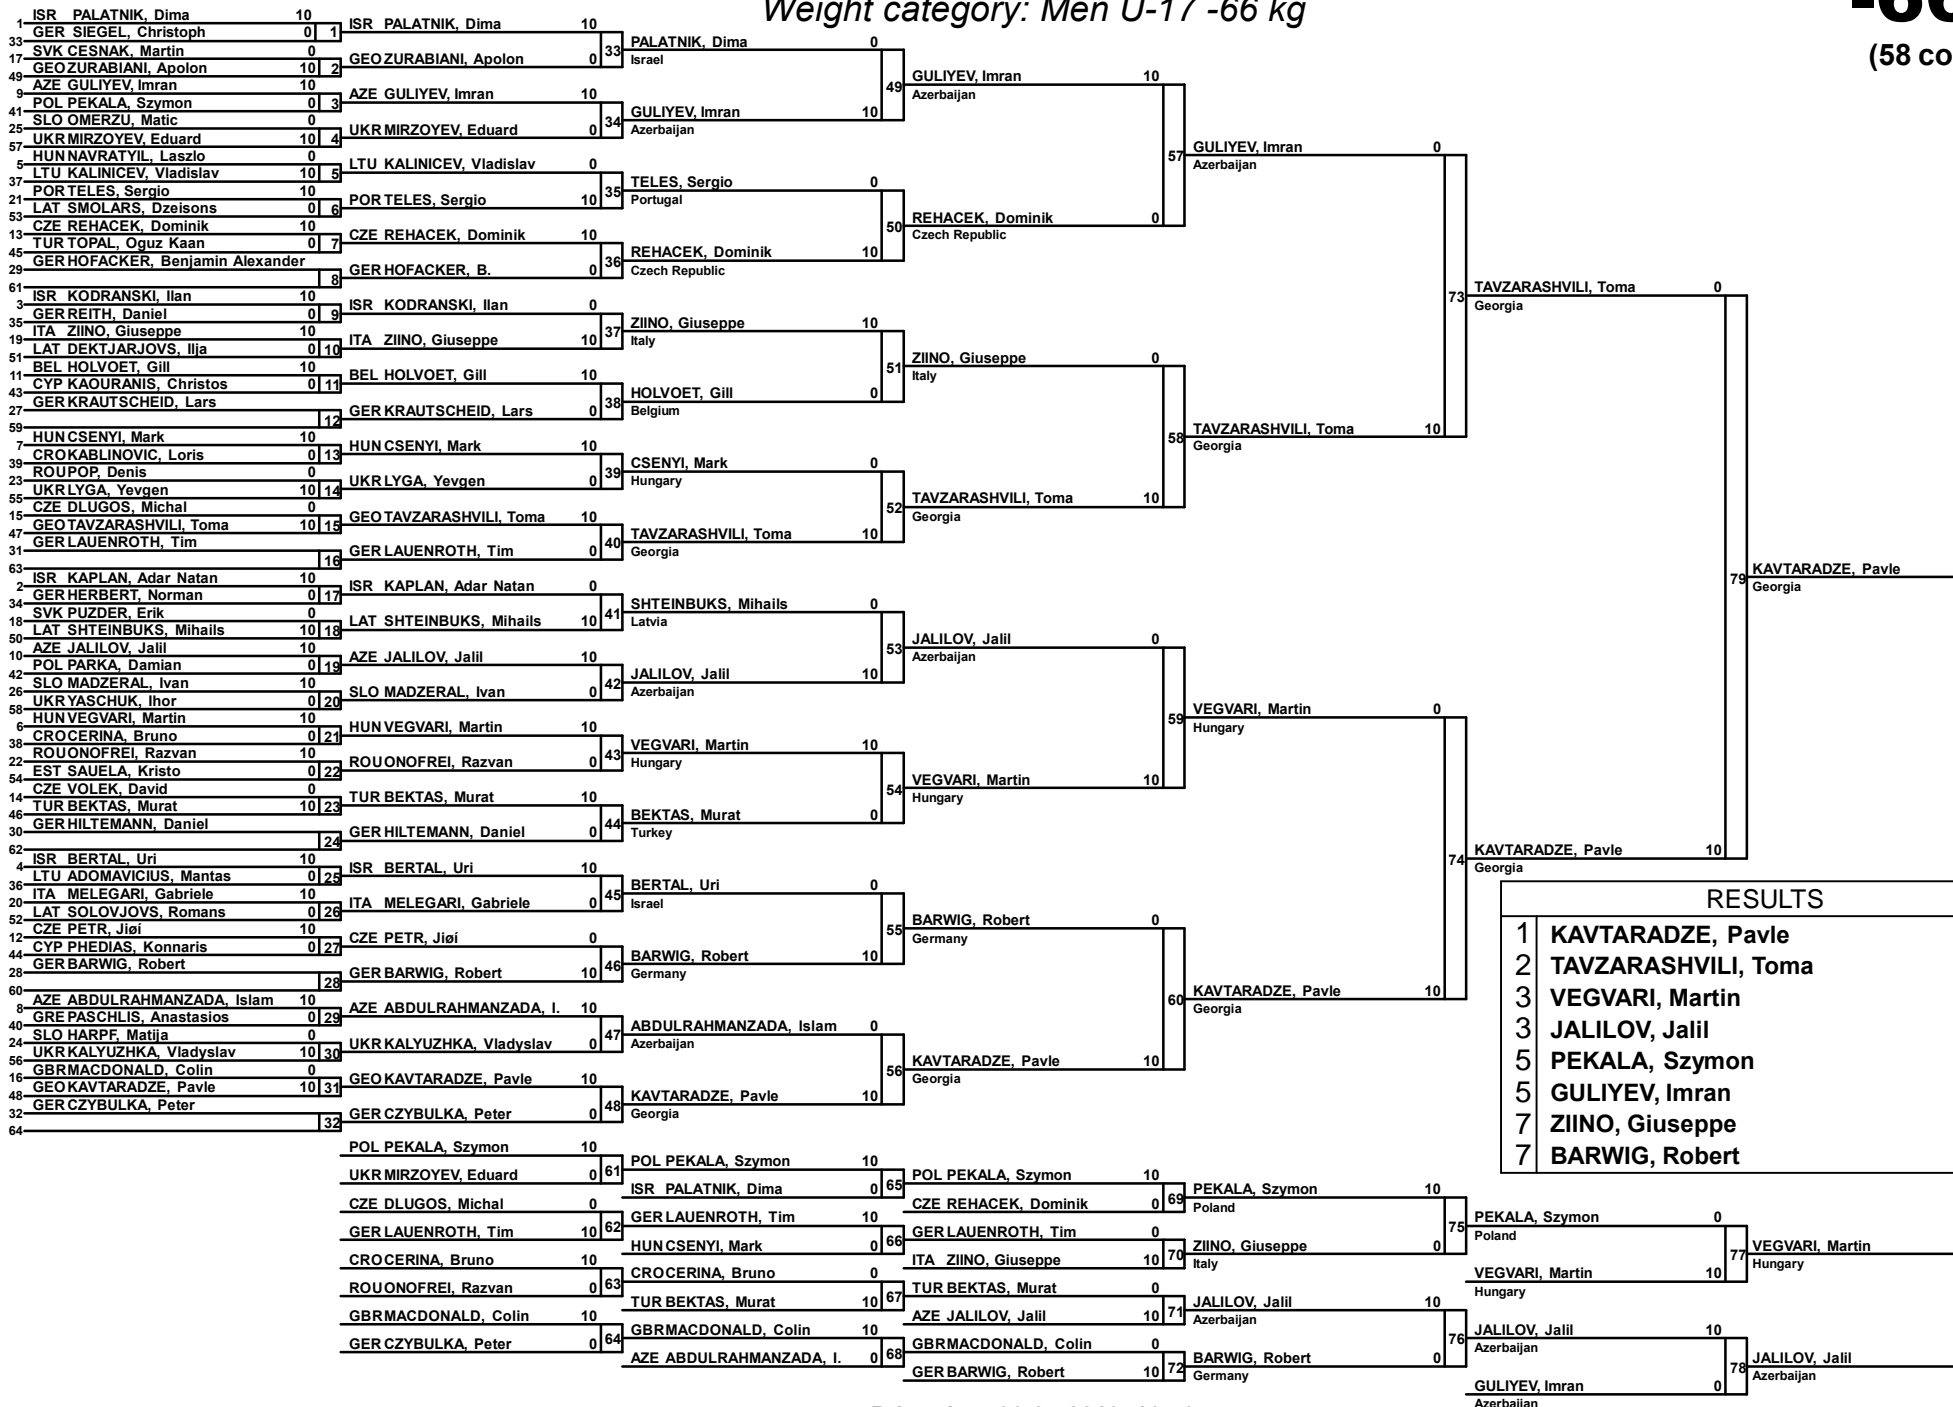 Weight category: Men U-17 -66 kg
(58 co
1 ISR PALATNIK, Dima 10
33 GER SIEGEL, Christoph 0 1
17 SVK CESNAK, Martin 0
49 GEO ZURABIANI, Apolon 10 2
9 AZE GULIYEV, Imran 10
41 POL PEKALA, Szymon 0 3
25 SLO OMERZU, Matic 0
57 UKR MIRZOYEV, Eduard 10 4
5 HUN NAVRATYIL, Laszlo 0
37 LTU KALINICEV, Vladislav 10 5
21 POR TELES, Sergio 10
53 LAT SMOLARS, Dzeisons 0 6
13 CZE REHACEK, Dominik 10
45 TUR TOPAL, Oguz Kaan 0 7
29 GER HOFACKER, Benjamin Alexander
61 8
3 ISR KODRANSKI, Ilan 10
35 GER REITH, Daniel 0 9
19 ITA ZIINO, Giuseppe 10
51 LAT DEKTJARJOVS, Ilja 0 10
11 BEL HOLVOET, Gill 10
43 CYP KAOURANIS, Christos 0 11
27 GER KRAUTSCHEID, Lars
59 12
7 HUN CSENYI, Mark 10
39 CRO KABLINOVIC, Loris 0 13
23 ROU POP, Denis 0
55 UKR LYGA, Yevgen 10 14
15 CZE DLUGOS, Michal 0
47 GEO TAVZARASHVILI, Toma 10 15
31 GER LAUENROTH, Tim
63 16
2 ISR KAPLAN, Adar Natan 10
34 GER HERBERT, Norman 0 17
18 SVK PUZDER, Erik 0
50 LAT SHTEINBUKS, Mihails 10 18
10 AZE JALILOV, Jalil 10
42 POL PARKA, Damian 0 19
26 SLO MADZERAL, Ivan 10
58 UKR YASCHUK, Ihor 0 20
6 HUN VEGVARI, Martin 10
38 CRO CERINA, Bruno 0 21
22 ROU ONOFREI, Razvan 10
54 EST SAUELA, Kristo 0 22
14 CZE VOLEK, David 0
46 TUR BEKTAS, Murat 10 23
30 GER HILTEMANN, Daniel
62 24
4 ISR BERTAL, Uri 10
36 LTU ADOMAVICIUS, Mantas 0 25
20 ITA MELEGARI, Gabriele 10
52 LAT SOLOVJOVS, Romans 0 26
12 CZE PETR, Jiøí 10
44 CYP PHEDIAS, Konnaris 0 27
28 GER BARWIG, Robert
60 28
8 AZE ABDULRAHMANZADA, Islam 10
40 GRE PASCHLIS, Anastasios 0 29
24 SLO HARPF, Matija 0
56 UKR KALYUZHKA, Vladyslav 10 30
16 GBR MACDONALD, Colin 0
48 GEO KAVTARADZE, Pavle 10 31
32 GER CZYBULKA, Peter
64 32
ISR PALATNIK, Dima 10
GEO ZURABIANI, Apolon 0 33
AZE GULIYEV, Imran 10
UKR MIRZOYEV, Eduard 0 34
LTU KALINICEV, Vladislav 0
POR TELES, Sergio 10 35
CZE REHACEK, Dominik 10
GER HOFACKER, B. 0 36
ISR KODRANSKI, Ilan 0
ITA ZIINO, Giuseppe 10 37
BEL HOLVOET, Gill 10
GER KRAUTSCHEID, Lars 0 38
HUN CSENYI, Mark 10
UKR LYGA, Yevgen 0 39
GEO TAVZARASHVILI, Toma 10
GER LAUENROTH, Tim 0 40
ISR KAPLAN, Adar Natan 0
LAT SHTEINBUKS, Mihails 10 41
AZE JALILOV, Jalil 10
SLO MADZERAL, Ivan 0 42
HUN VEGVARI, Martin 10
ROU ONOFREI, Razvan 0 43
TUR BEKTAS, Murat 10
GER HILTEMANN, Daniel 0 44
ISR BERTAL, Uri 10
ITA MELEGARI, Gabriele 0 45
CZE PETR, Jiøí 0
GER BARWIG, Robert 10 46
AZE ABDULRAHMANZADA, I. 10
UKR KALYUZHKA, Vladyslav 0 47
GEO KAVTARADZE, Pavle 10
GER CZYBULKA, Peter 0 48
PALATNIK, Dima 0
Israel
GULIYEV, Imran 10 49
Azerbaijan
TELES, Sergio 0
Portugal
REHACEK, Dominik 10 50
Czech Republic
ZIINO, Giuseppe 10
Italy
HOLVOET, Gill 0 51
Belgium
CSENYI, Mark 0
Hungary
TAVZARASHVILI, Toma 10 52
Georgia
SHTEINBUKS, Mihails 0
Latvia
JALILOV, Jalil 10 53
Azerbaijan
VEGVARI, Martin 10
Hungary
BEKTAS, Murat 0 54
Turkey
BERTAL, Uri 0
Israel
BARWIG, Robert 10 55
Germany
ABDULRAHMANZADA, Islam 0
Azerbaijan
KAVTARADZE, Pavle 10 56
Georgia
GULIYEV, Imran 10
Azerbaijan
REHACEK, Dominik 0 57
Czech Republic
ZIINO, Giuseppe 0
Italy
TAVZARASHVILI, Toma 10 58
Georgia
JALILOV, Jalil 0
Azerbaijan
VEGVARI, Martin 10 59
Hungary
BARWIG, Robert 0
Germany
KAVTARADZE, Pavle 10 60
Georgia
GULIYEV, Imran 0
Azerbaijan
TAVZARASHVILI, Toma 10 73
Georgia
VEGVARI, Martin 0
Hungary
KAVTARADZE, Pavle 10 74
Georgia
TAVZARASHVILI, Toma 0
Georgia
KAVTARADZE, Pavle 10 79
Georgia
KAVTARADZE, Pavle
Georgia
RESULTS
1 KAVTARADZE, Pavle
2 TAVZARASHVILI, Toma
3 VEGVARI, Martin
3 JALILOV, Jalil
5 PEKALA, Szymon
5 GULIYEV, Imran
7 ZIINO, Giuseppe
7 BARWIG, Robert
POL PEKALA, Szymon 10
UKR MIRZOYEV, Eduard 0 61
CZE DLUGOS, Michal 0
GER LAUENROTH, Tim 10 62
CRO CERINA, Bruno 10
ROU ONOFREI, Razvan 0 63
GBR MACDONALD, Colin 10
GER CZYBULKA, Peter 0 64
POL PEKALA, Szymon 10
ISR PALATNIK, Dima 0 65
GER LAUENROTH, Tim 10
HUN CSENYI, Mark 0 66
CRO CERINA, Bruno 0
TUR BEKTAS, Murat 10 67
GBR MACDONALD, Colin 10
AZE ABDULRAHMANZADA, I. 0 68
POL PEKALA, Szymon 10
CZE REHACEK, Dominik 0 69
GER LAUENROTH, Tim 0
ITA ZIINO, Giuseppe 10 70
TUR BEKTAS, Murat 0
AZE JALILOV, Jalil 10 71
GBR MACDONALD, Colin 0
GER BARWIG, Robert 10 72
PEKALA, Szymon 10
Poland
ZIINO, Giuseppe 0 75
Italy
JALILOV, Jalil 10
Azerbaijan
BARWIG, Robert 0 76
Germany
PEKALA, Szymon 0
Poland
VEGVARI, Martin 10 77
Hungary
JALILOV, Jalil 10
Azerbaijan
GULIYEV, Imran 0 78
Azerbaijan
VEGVARI, Martin
Hungary
JALILOV, Jalil
Azerbaijan